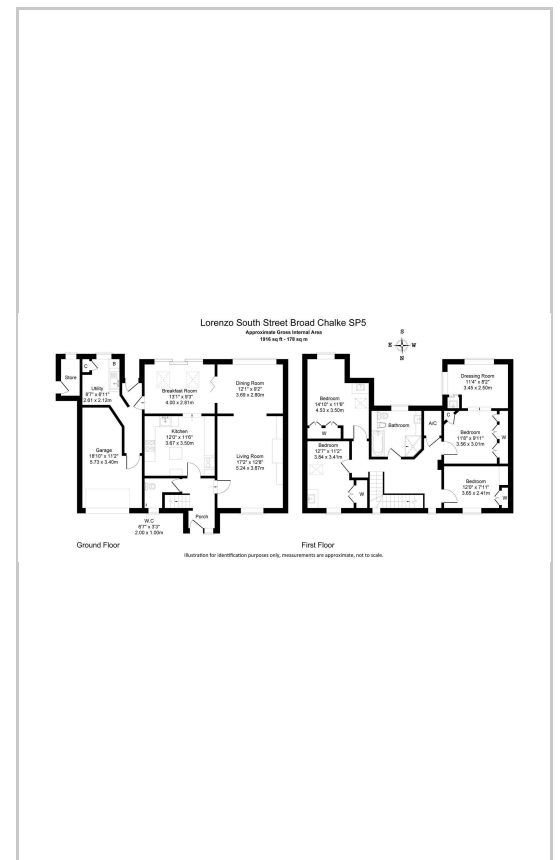 Lorenzo South Street Broad Chalke SP5
Approximate Gross Internal Area
1916 sq ft - 178 sq m
S
E
W
N
Store
C
B
Utility
8'7" x 6'11"
2.61 x 2.12m
Breakfast Room
13'1" x 9'3"
4.00 x 2.81m
Dining Room
12'1" x 9'2"
3.69 x 2.80m
Kitchen
12'0" x 11'6"
3.67 x 3.50m
Garage
18'10" x 11'2"
5.73 x 3.40m
Living Room
17'2" x 12'8"
5.24 x 3.87m
W.C
6'7" x 3'3"
2.00 x 1.00m
Porch
Ground Floor
Bedroom
14'10" x 11'6"
4.53 x 3.50m
W
Bedroom
12'7" x 11'2"
3.84 x 3.41m
W
Bathroom
A/C
Dressing Room
11'4" x 8'2"
3.45 x 2.50m
C
Bedroom
11'8" x 9'11"
3.56 x 3.01m
W
Bedroom
12'0" x 7'11"
3.65 x 2.41m
W
First Floor
Illustration for identification purposes only, measurements are approximate, not to scale.